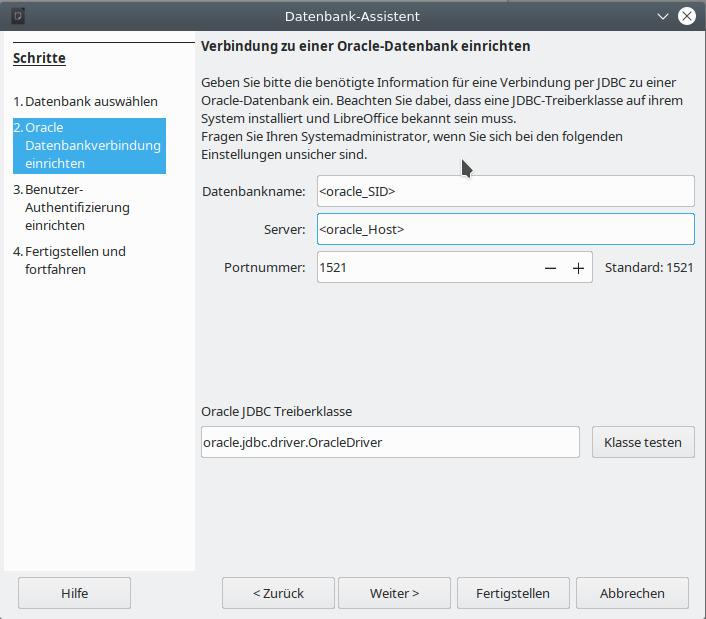 Datenbank-Assistent
Schritte
1. Datenbank auswählen
2. Oracle
Datenbankverbindung
einrichten
3. Benutzer-
Authentifizierung
einrichten
4. Fertigstellen und
fortfahren
Verbindung zu einer Oracle-Datenbank einrichten
Geben Sie bitte die benötigte Information für eine Verbindung per JDBC zu einer
Oracle-Datenbank ein. Beachten Sie dabei, dass eine JDBC-Treiberklasse auf ihrem
System installiert und LibreOffice bekannt sein muss.
Fragen Sie Ihren Systemadministrator, wenn Sie sich bei den folgenden
Einstellungen unsicher sind.
Datenbankname: <oracle_SID>
Server: <oracle_Host>
Portnummer: 1521 − + Standard: 1521
Oracle JDBC Treiberklasse
oracle.jdbc.driver.OracleDriver Klasse testen
Hilfe < Zurück Weiter > Fertigstellen Abbrechen